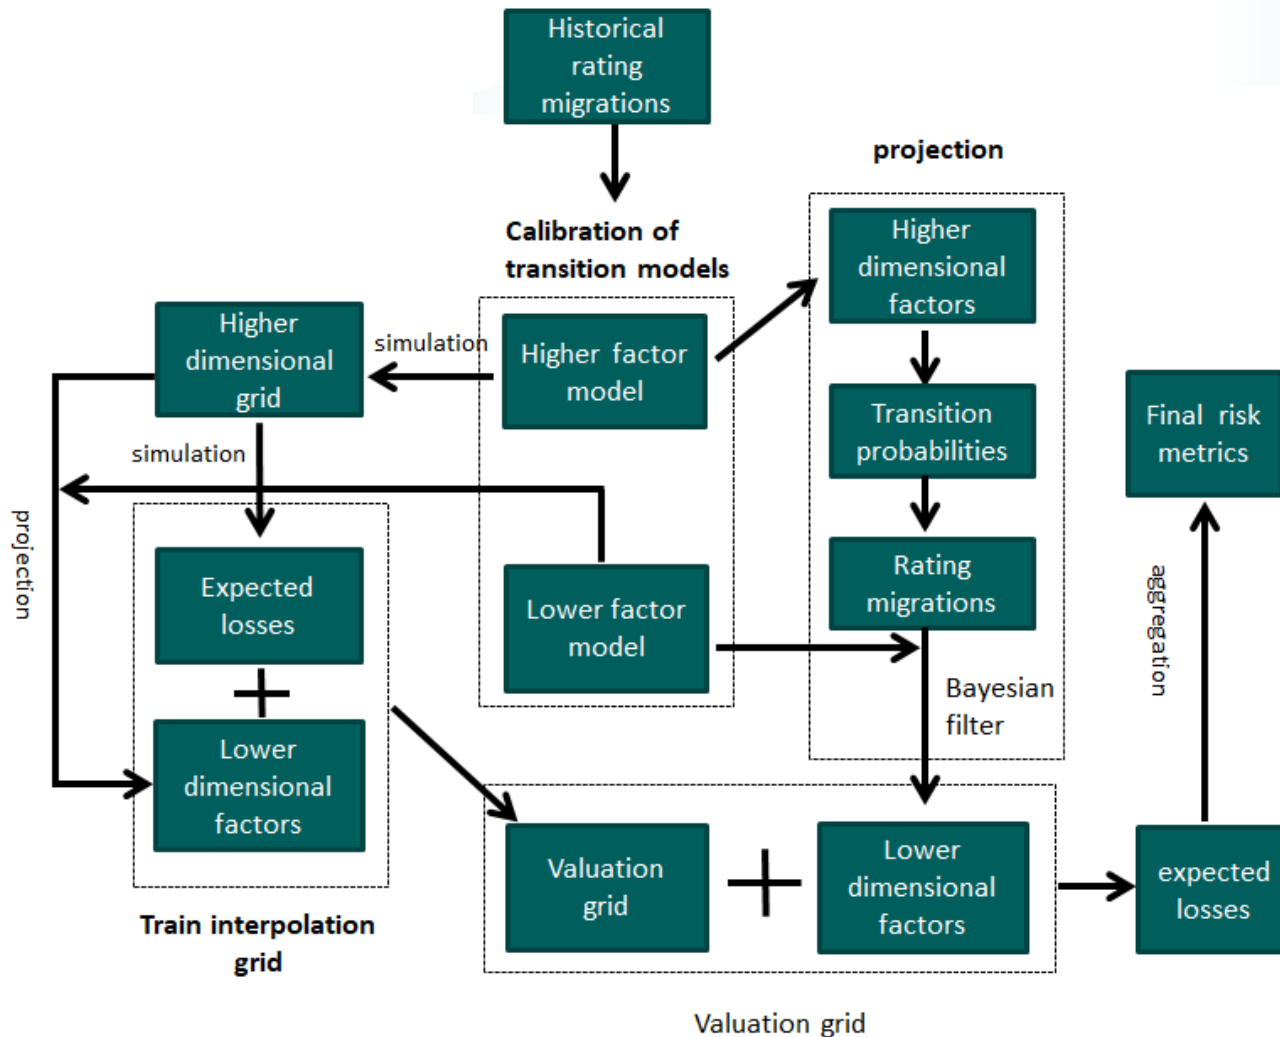 Historical
rating
migrations
projection
Calibration of
transition models
Higher
dimensional
factors
Higher
dimensional
grid
simulation
Higher factor
model
Transition
probabilities
Final risk
metrics
simulation
projection
Expected
losses
Lower factor
model
Rating
migrations
aggregation
Bayesian
filter
Lower
dimensional
factors
Valuation
grid
Lower
dimensional
factors
expected
losses
Train interpolation
grid
Valuation grid